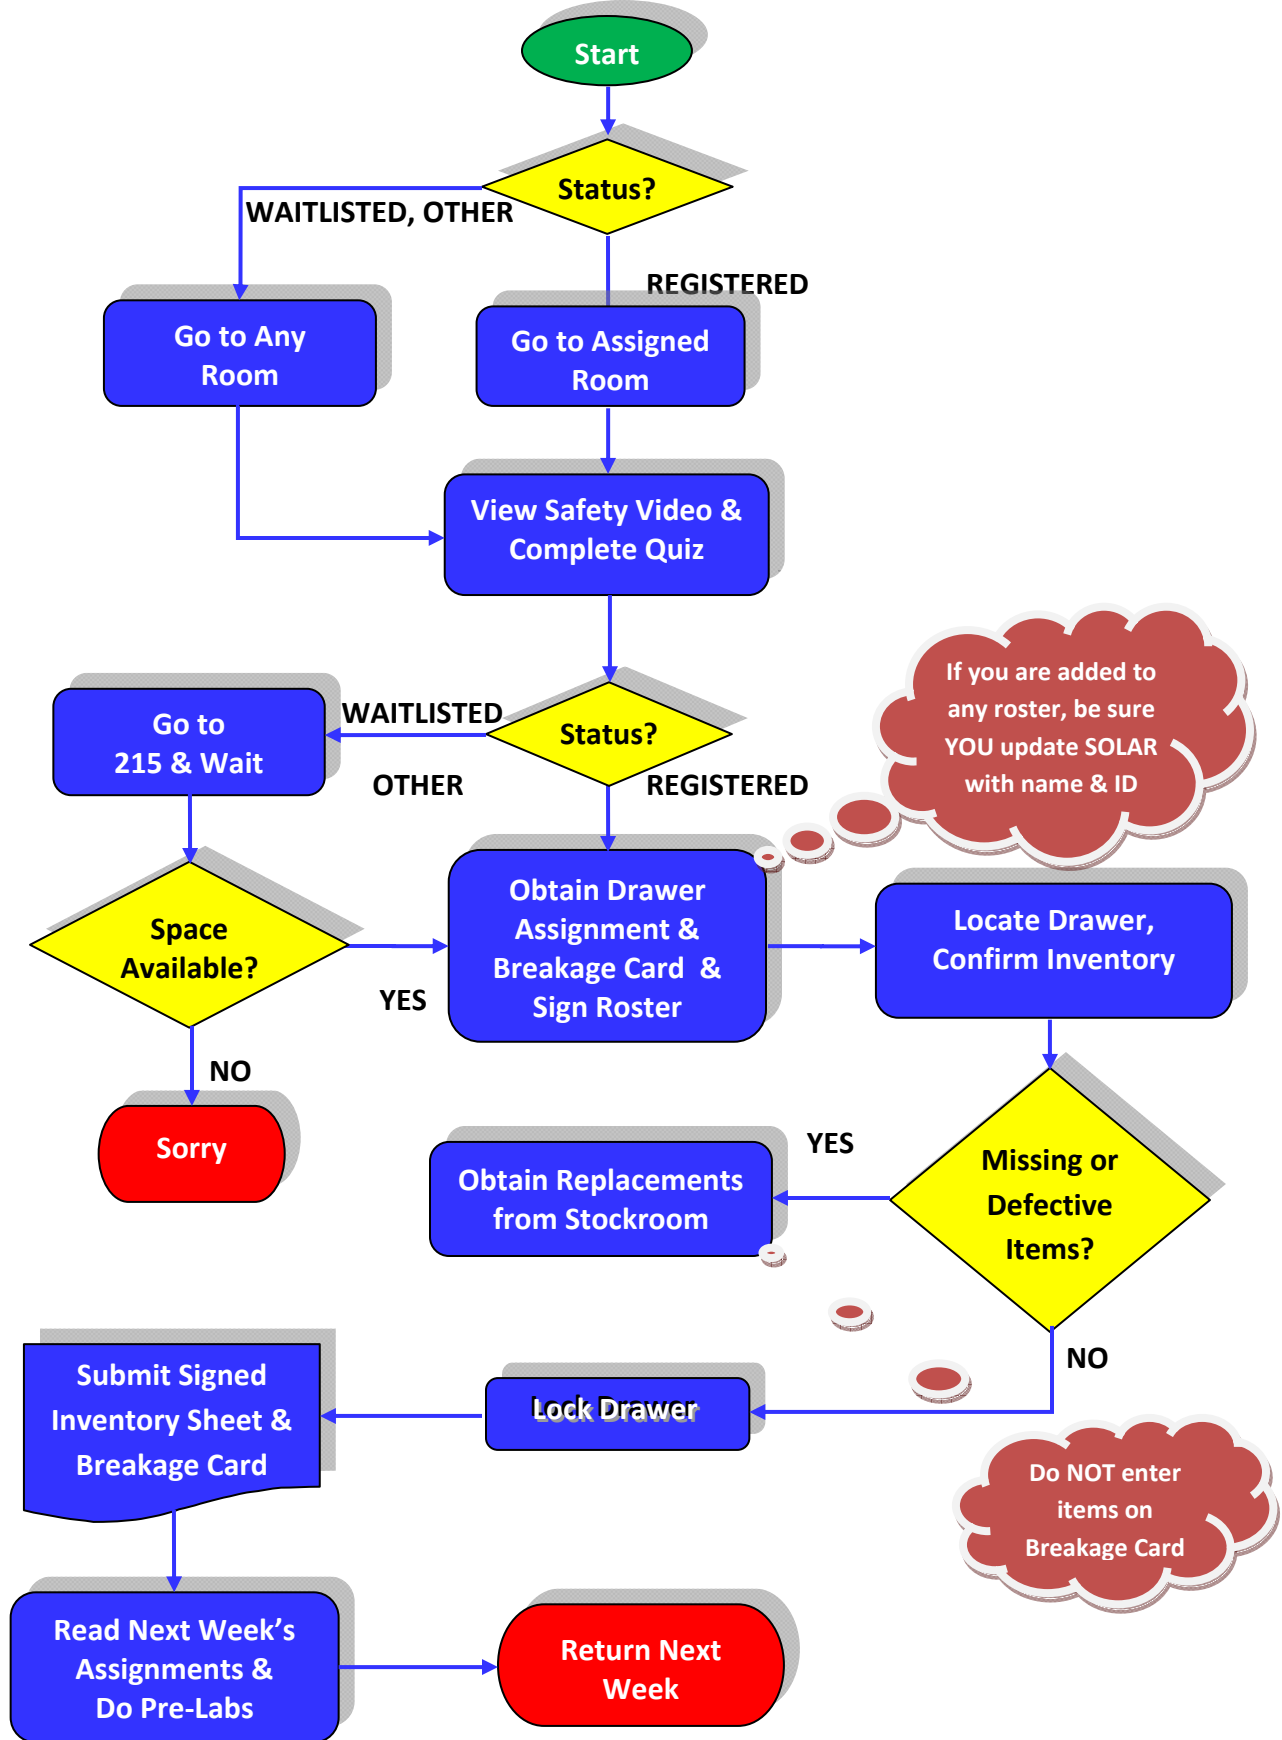 Start
Status?
WAITLISTED, OTHER
REGISTERED
Go to Any
Room
Go to Assigned
Room
View Safety Video &
Complete Quiz
If you are added to
any roster, be sure
YOU update SOLAR
with name & ID
Go to
215 & Wait
WAITLISTED
OTHER
Status?
REGISTERED
Space
Available?
YES
NO
Sorry
Obtain Drawer
Assignment &
Breakage Card &
Sign Roster
Locate Drawer,
Confirm Inventory
Missing or
Defective
Items?
YES
Obtain Replacements
from Stockroom
NO
Do NOT enter
items on
Breakage Card
Lock Drawer
Submit Signed
Inventory Sheet &
Breakage Card
Read Next Week’s
Assignments &
Do Pre-Labs
Return Next
Week